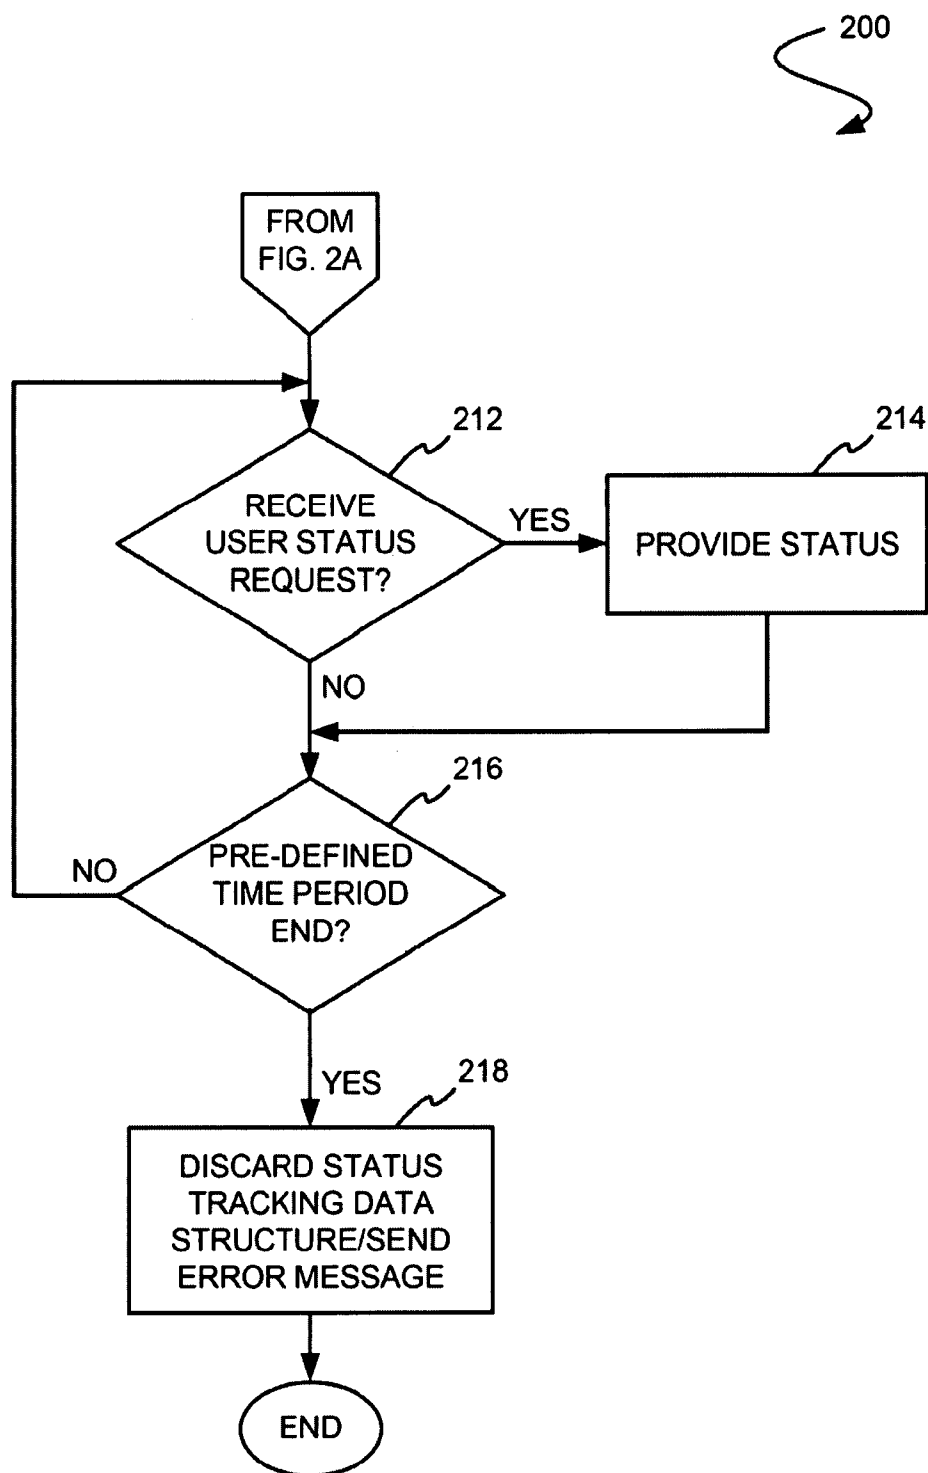 200
FROM
FIG. 2A
212
214
RECEIVE
USER STATUS
REQUEST?
YES
PROVIDE STATUS
NO
216
PRE-DEFINED
TIME PERIOD
END?
NO
YES
218
DISCARD STATUS
TRACKING DATA
STRUCTURE/SEND
ERROR MESSAGE
END